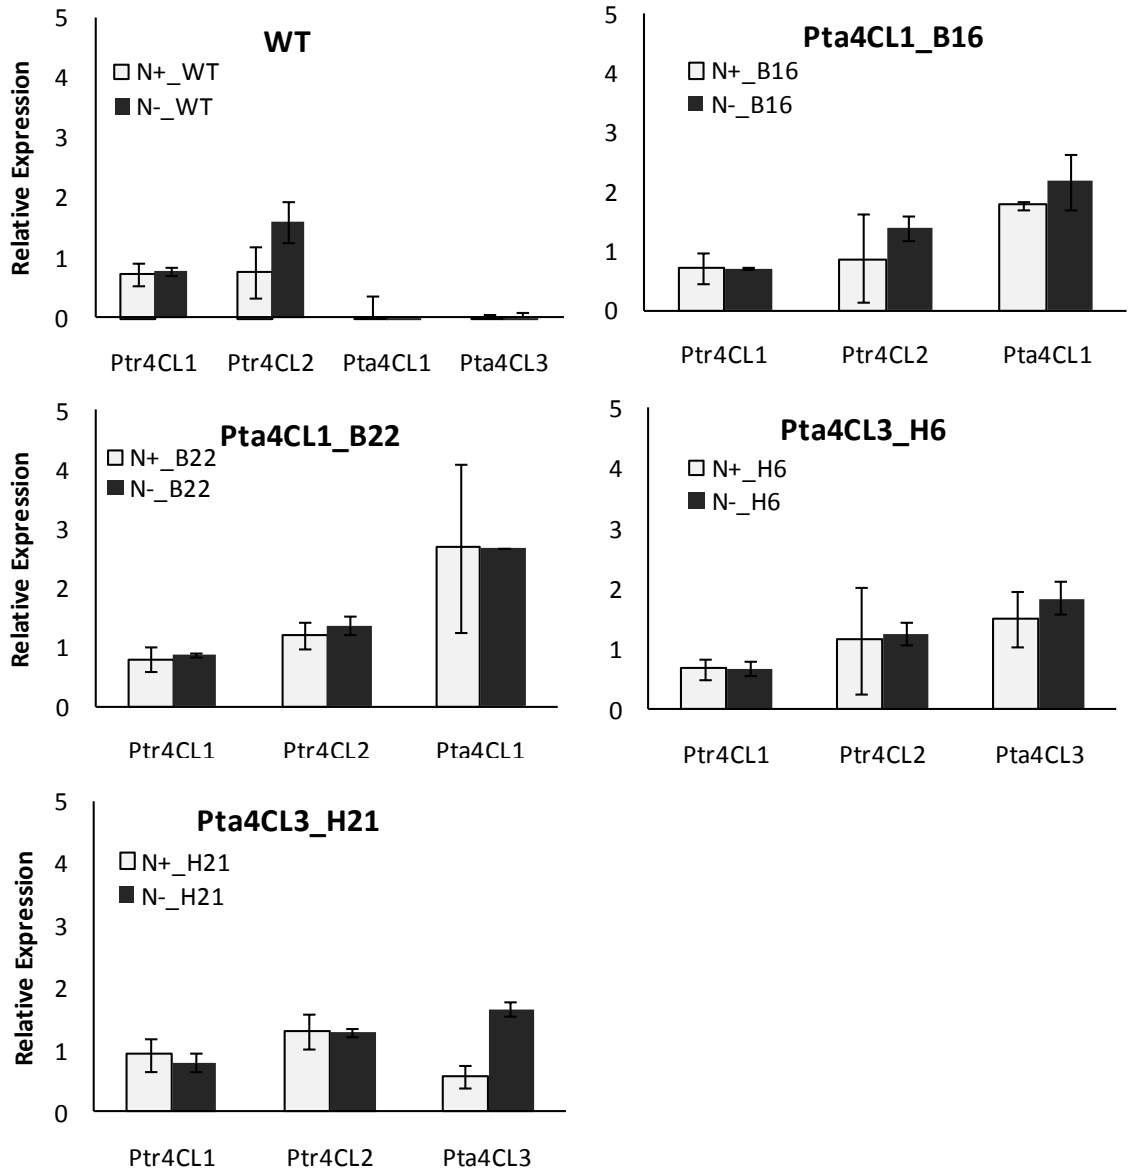 WT
N+_WT
N-_WT
Relative Expression
5
4
3
2
1
0
Ptr4CL1 Ptr4CL2 Pta4CL1 Pta4CL3
Pta4CL1_B16
N+_B16
N-_B16
5
4
3
2
1
0
Ptr4CL1 Ptr4CL2 Pta4CL1
Pta4CL1_B22
N+_B22
N-_B22
Relative Expression
5
4
3
2
1
0
Ptr4CL1 Ptr4CL2 Pta4CL1
Pta4CL3_H6
N+_H6
N-_H6
5
4
3
2
1
0
Ptr4CL1 Ptr4CL2 Pta4CL3
Pta4CL3_H21
N+_H21
N-_H21
Relative Expression
5
4
3
2
1
0
Ptr4CL1 Ptr4CL2 Pta4CL3